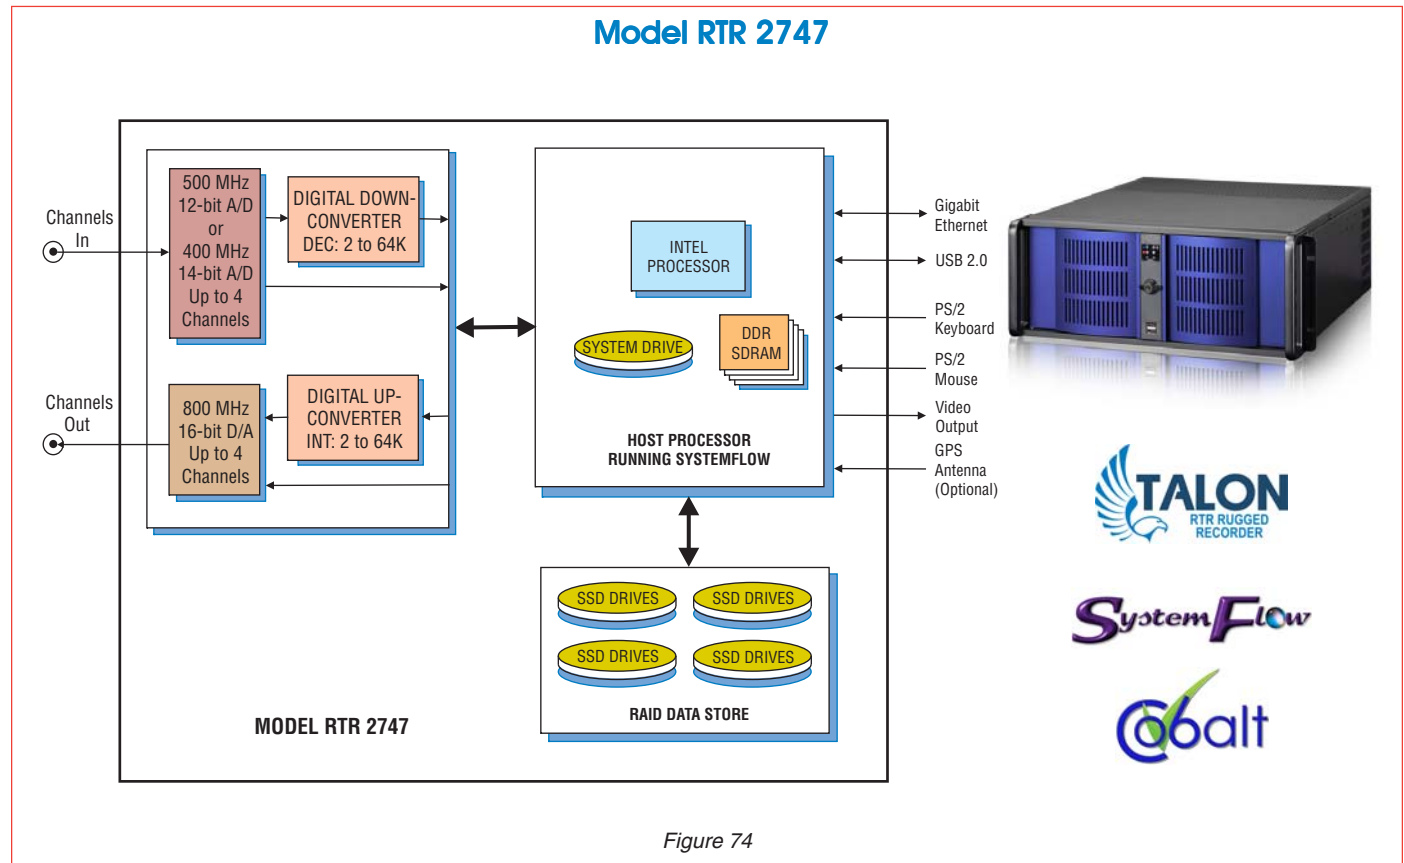 Model RTR 2747
Channels
In
500 MHz
12-bit A/D
or
400 MHz
14-bit A/D
Up to 4
Channels
DIGITAL DOWN-
CONVERTER
DEC: 2 to 64K
Channels
Out
800 MHz
16-bit D/A
Up to 4
Channels
DIGITAL UP-
CONVERTER
INT: 2 to 64K
INTEL
PROCESSOR
SYSTEM DRIVE
DDR
SDRAM
HOST PROCESSOR
RUNNING SYSTEMFLOW
Gigabit
Ethernet
USB 2.0
PS/2
Keyboard
PS/2
Mouse
Video
Output
GPS
Antenna
(Optional)
SSD DRIVES
SSD DRIVES
SSD DRIVES
SSD DRIVES
RAID DATA STORE
MODEL RTR 2747
TALON
RTR RUGGED
RECORDER
SystemFlow
Cobalt
Figure 74